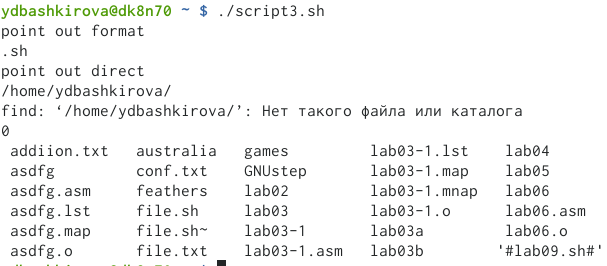 ydbashkirova@dk8n70 ~ $ ./script3.sh
point out format
.sh
point out direct
/home/ydbashkirova/
find: ‘/home/ydbashkirova/’: Нет такого файла или каталога
0
addiion.txt australia games lab03-1.lst lab04
asdfg conf.txt GNUstep lab03-1.map lab05
asdfg.asm feathers lab02 lab03-1.mnap lab06
asdfg.lst file.sh lab03 lab03-1.o lab06.asm
asdfg.map file.sh~ lab03-1 lab03a lab06.o
asdfg.o file.txt lab03-1.asm lab03b '#lab09.sh#'